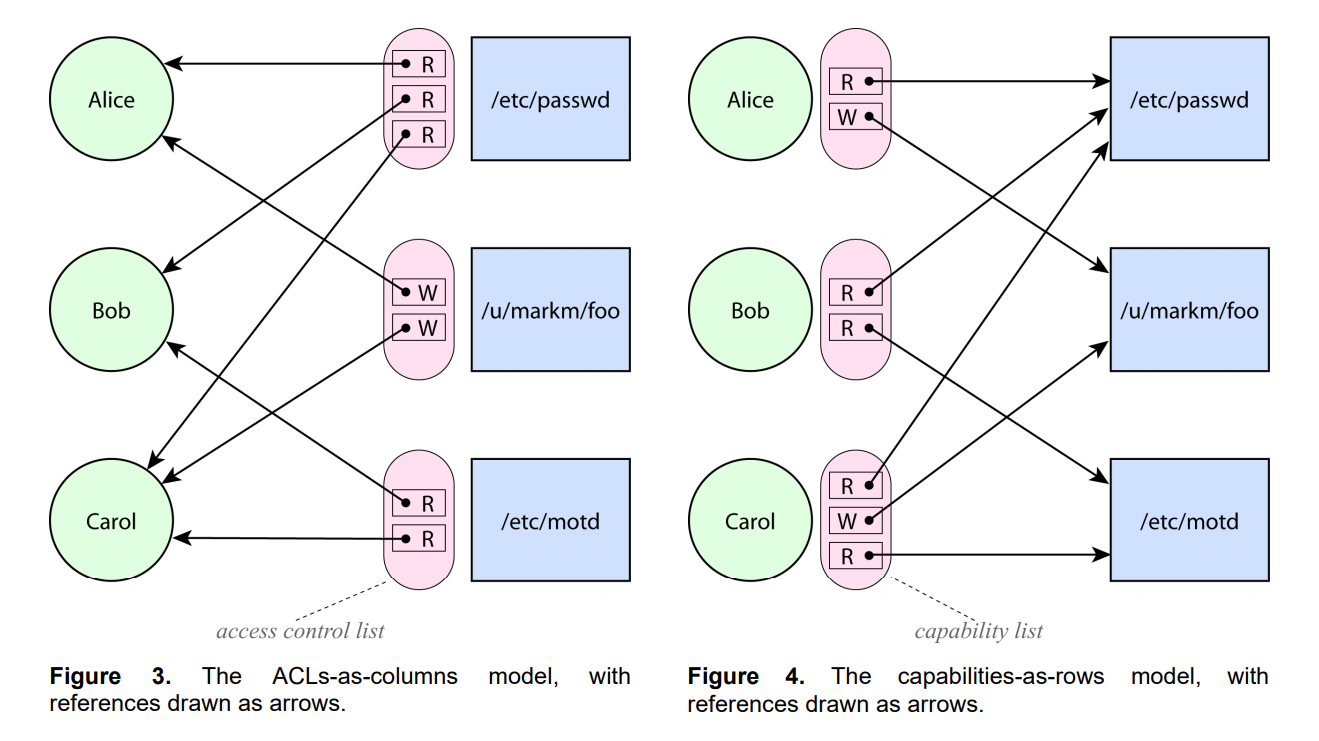 Alice
R
R
R
/etc/passwd
Bob
W
W
/u/markm/foo
Carol
R
R
/etc/motd
access control list
Figure 3. The ACLs-as-columns model, with
references drawn as arrows.
Alice
R
W
/etc/passwd
Bob
R
R
/u/markm/foo
Carol
R
W
R
/etc/motd
capability list
Figure 4. The capabilities-as-rows model, with
references drawn as arrows.